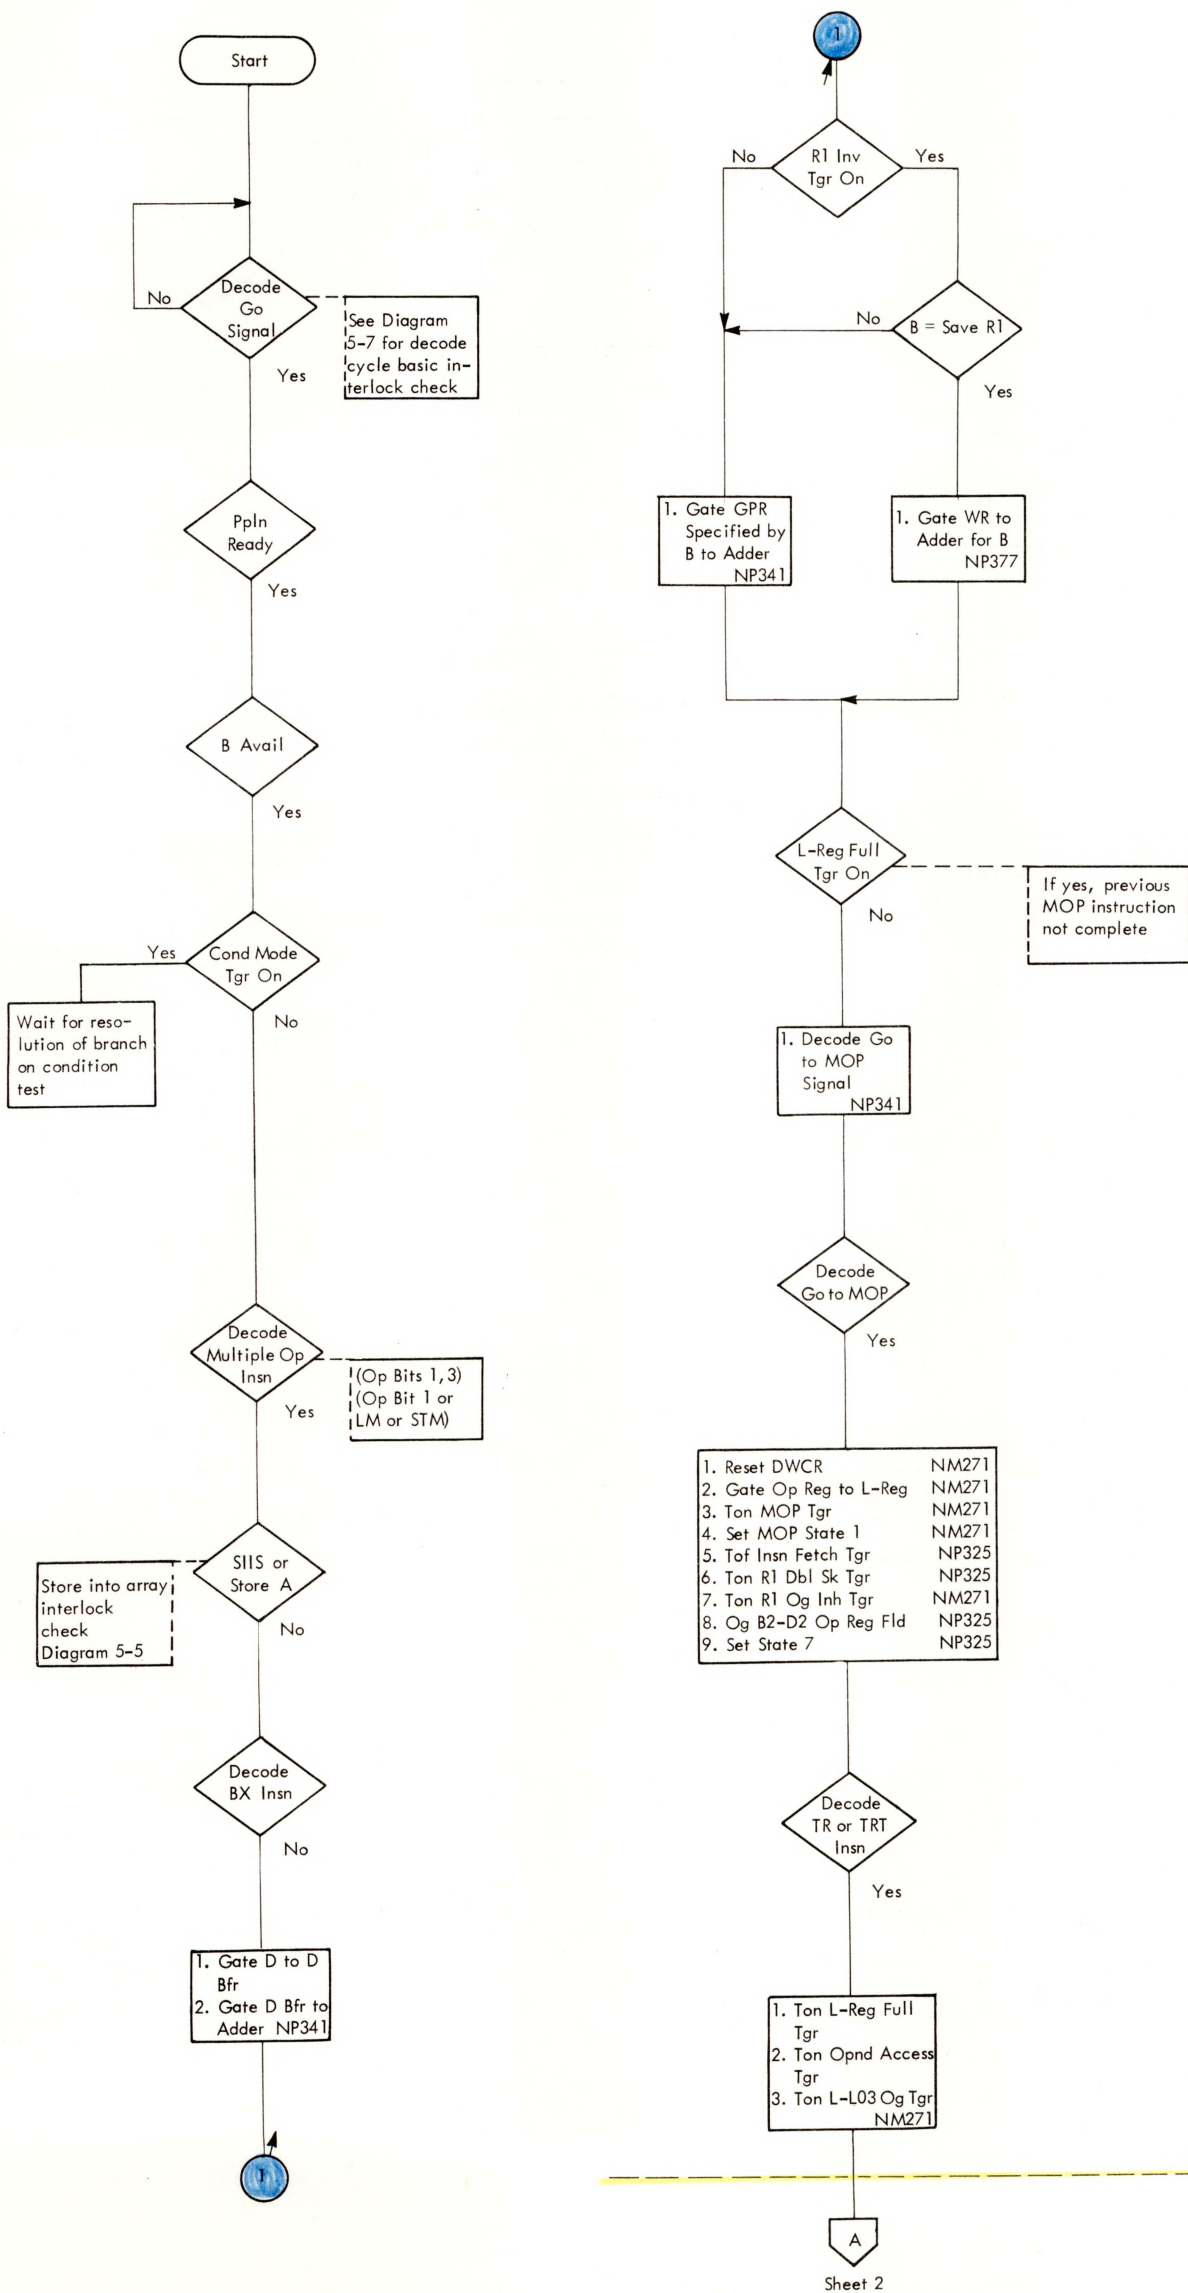 Start
Decode
Go
Signal
No
Yes
See Diagram
5-7 for decode
cycle basic in-
terlock check
Ppln
Ready
Yes
B Avail
Yes
Cond Mode
Tgr On
Yes
No
Wait for reso-
lution of branch
on condition
test
Decode
Multiple Op
Insn
Yes
(Op Bits 1,3)
(Op Bit 1 or
LM or STM)
SIIS or
Store A
No
Store into array
interlock
check
Diagram 5-5
Decode
BX Insn
No
1. Gate D to D
Bfr
2. Gate D Bfr to
Adder NP341
1
1
R1 Inv
Tgr On
No
Yes
B = Save R1
No
Yes
1. Gate GPR
Specified by
B to Adder
NP341
1. Gate WR to
Adder for B
NP377
L-Reg Full
Tgr On
No
If yes, previous
MOP instruction
not complete
1. Decode Go
to MOP
Signal
NP341
Decode
Go to MOP
Yes
1. Reset DWCR NM271
2. Gate Op Reg to L-Reg NM271
3. Ton MOP Tgr NM271
4. Set MOP State 1 NM271
5. Tof Insn Fetch Tgr NP325
6. Ton R1 Dbl Sk Tgr NP325
7. Ton R1 Og Inh Tgr NM271
8. Og B2-D2 Op Reg Fld NP325
9. Set State 7 NP325
Decode
TR or TRT
Insn
Yes
1. Ton L-Reg Full
Tgr
2. Ton Opnd Access
Tgr
3. Ton L-L03 Og Tgr
NM271
A
Sheet 2